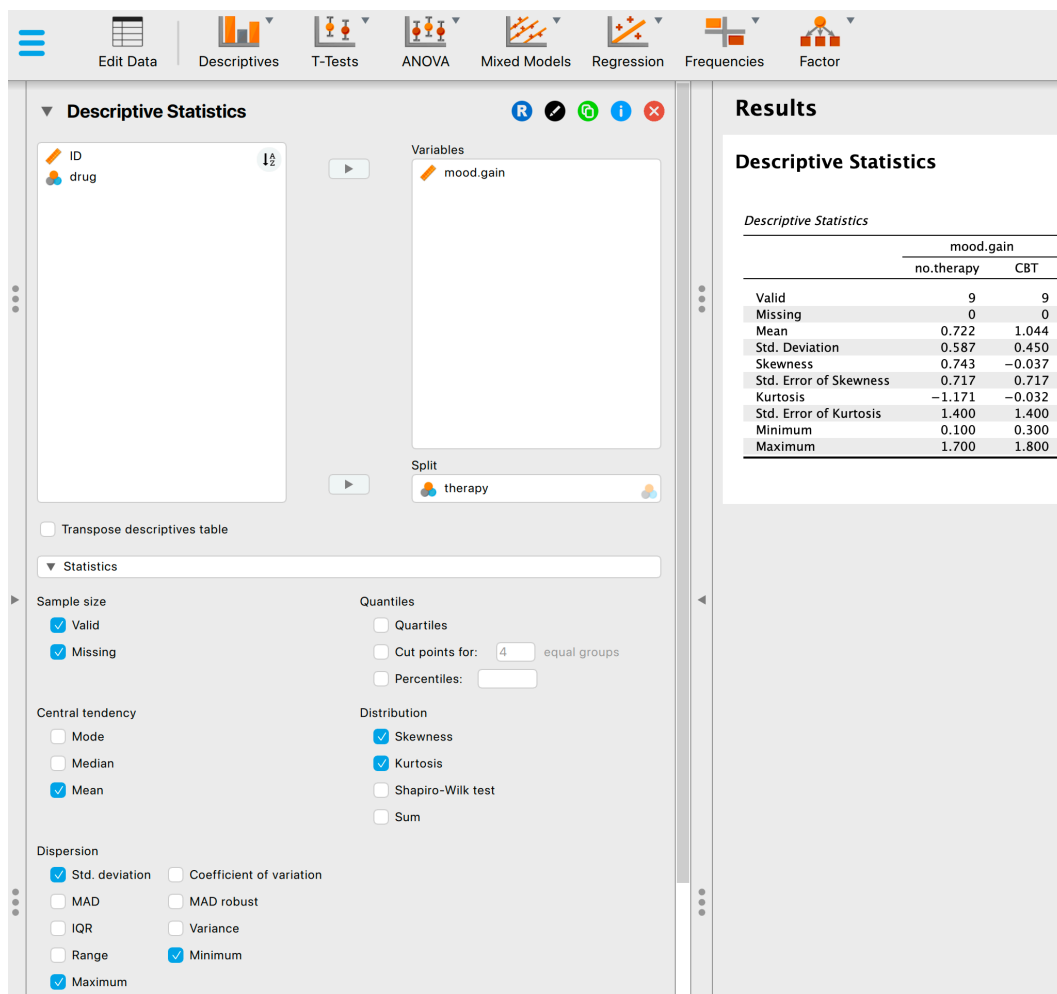 Edit Data Descriptives T-Tests ANOVA Mixed Models Regression Frequencies Factor
Descriptive Statistics
R
i
ID
drug
Variables
mood.gain
Split
therapy
Transpose descriptives table
Statistics
Sample size
Valid
Missing
Quantiles
Quartiles
Cut points for: 4 equal groups
Percentiles:
Central tendency
Mode
Median
Mean
Distribution
Skewness
Kurtosis
Shapiro-Wilk test
Sum
Dispersion
Std. deviation Coefficient of variation
MAD MAD robust
IQR Variance
Range Minimum
Maximum
Results
Descriptive Statistics
Descriptive Statistics
mood.gain
no.therapy CBT
Valid 9 9
Missing 0 0
Mean 0.722 1.044
Std. Deviation 0.587 0.450
Skewness 0.743 −0.037
Std. Error of Skewness 0.717 0.717
Kurtosis −1.171 −0.032
Std. Error of Kurtosis 1.400 1.400
Minimum 0.100 0.300
Maximum 1.700 1.800